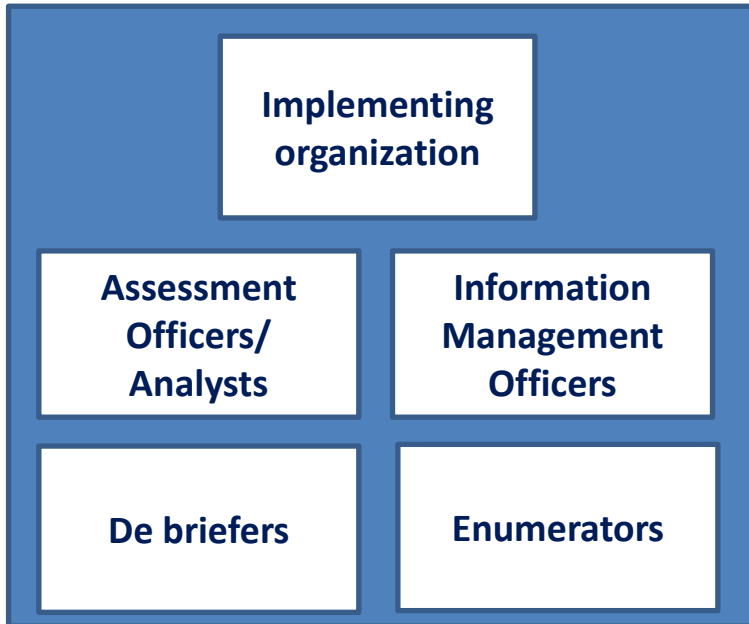 Implementing
organization
Assessment
Officers/
Analysts
Information
Management
Officers
De briefers
Enumerators